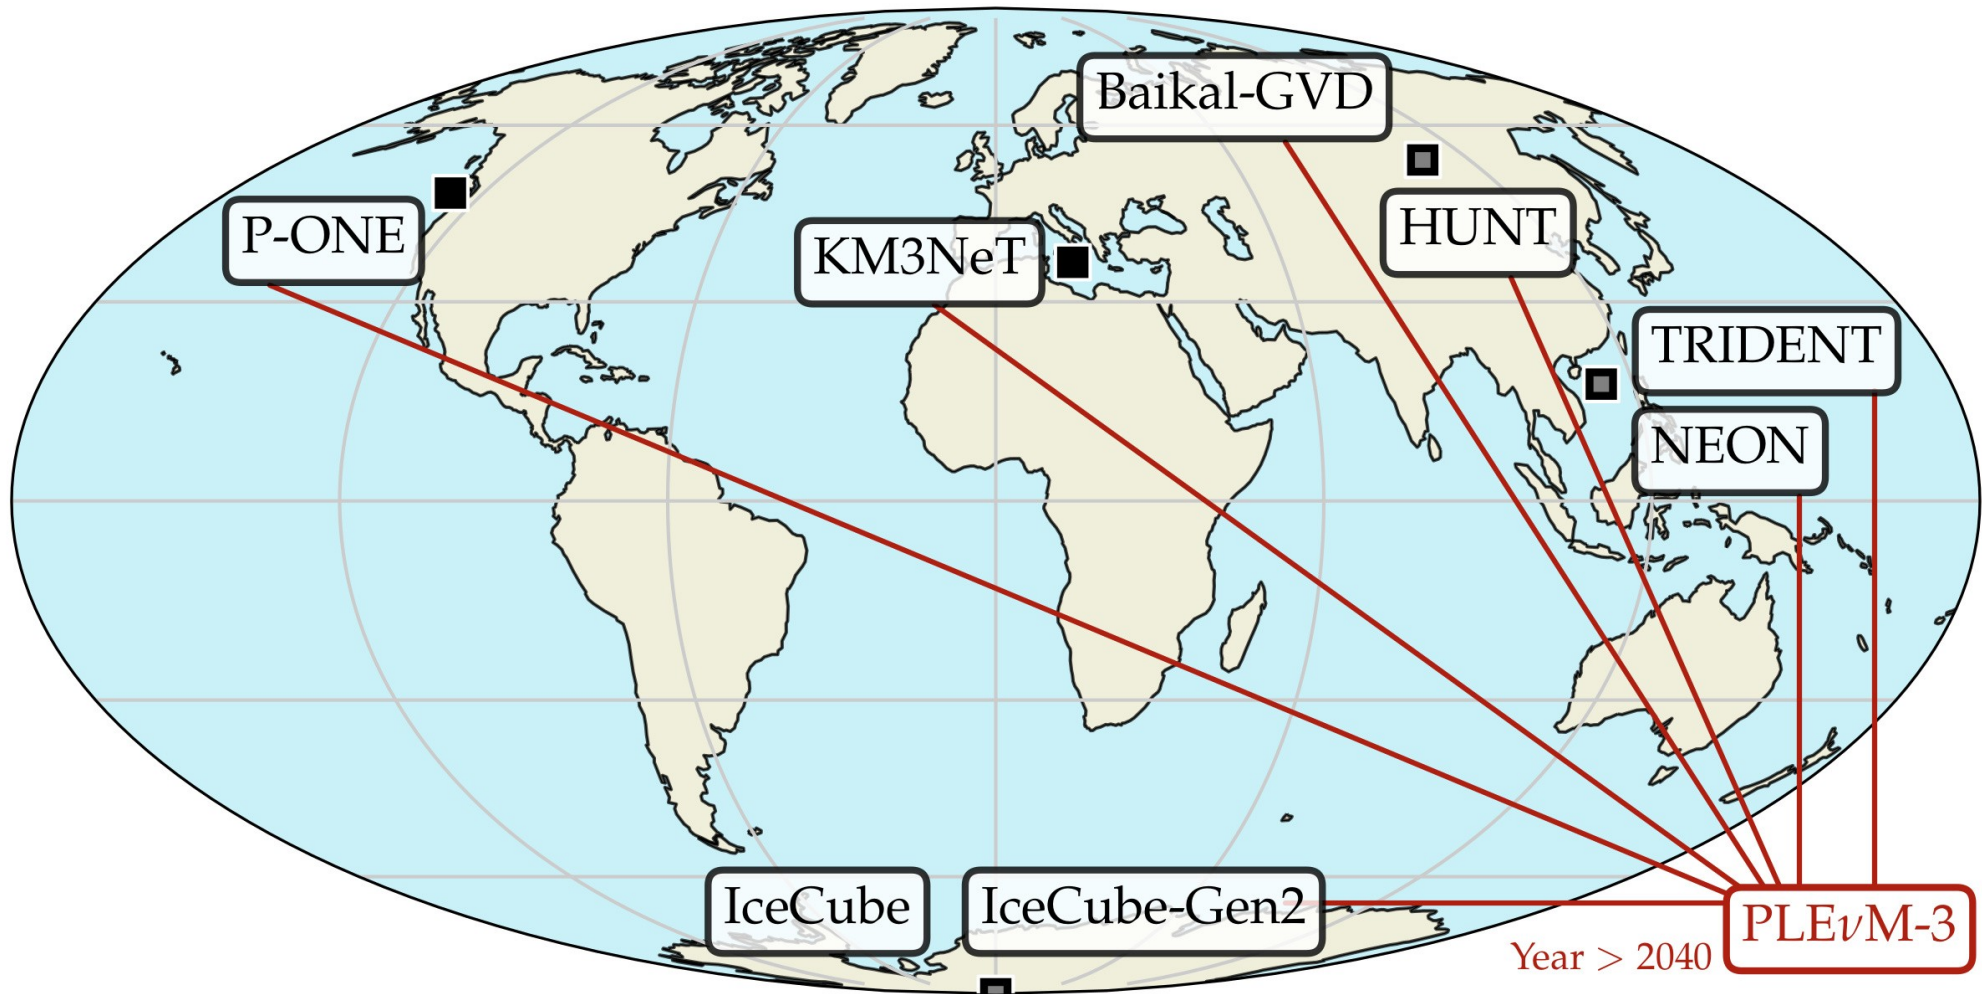 Baikal-GVD
P-ONE
KM3NeT
HUNT
TRIDENT
NEON
IceCube
IceCube-Gen2
PLEνM-3
Year > 2040